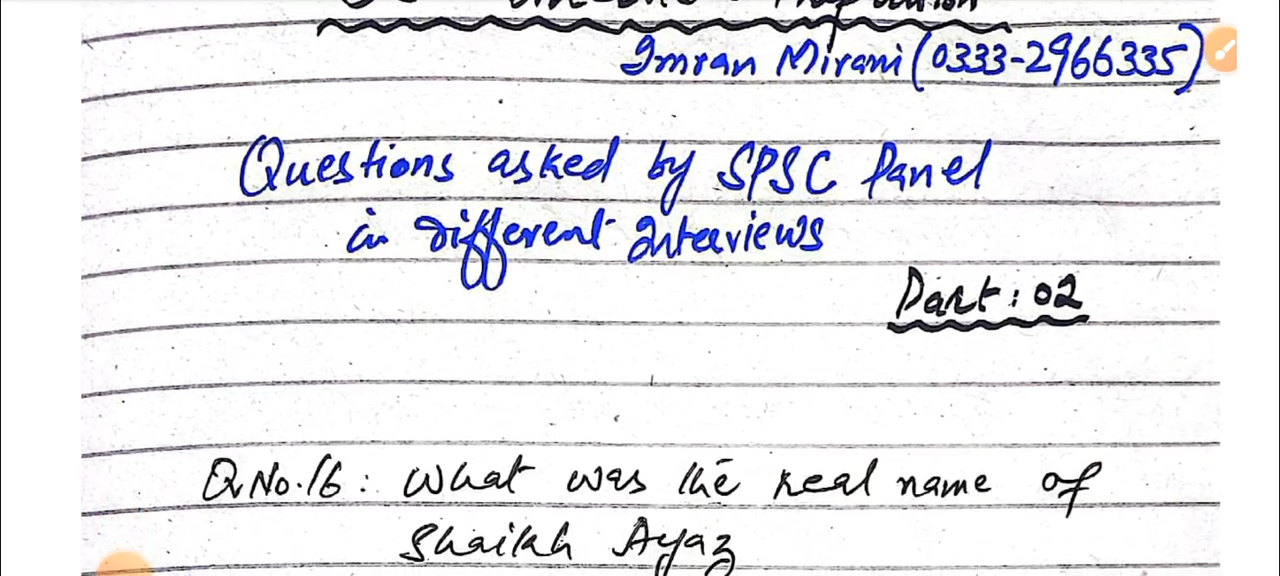 Imran Mirani (0333-2966335)
Questions asked by SPSC Panel
in different Interviews
Part: 02
Q No. 16: What was the real name of
Shaikh Ayaz